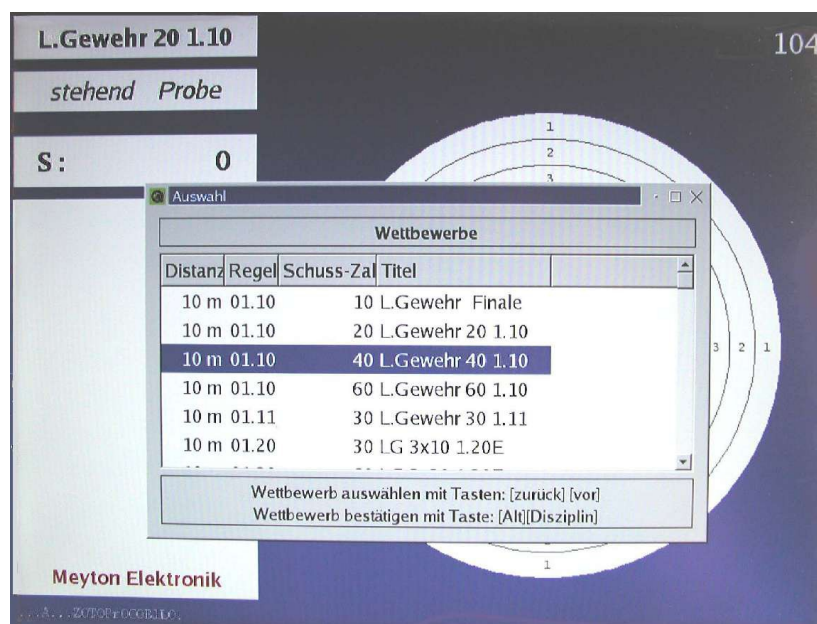 L.Gewehr 20 1.10
104
stehend Probe
S: 0
1
2
3
Auswahl
Wettbewerbe
Distanz Regel Schuss-Zal Titel
10 m 01.10 10 L.Gewehr Finale
10 m 01.10 20 L.Gewehr 20 1.10
10 m 01.10 40 L.Gewehr 40 1.10
10 m 01.10 60 L.Gewehr 60 1.10
10 m 01.11 30 L.Gewehr 30 1.11
10 m 01.20 30 LG 3x10 1.20E
3 2 1
Wettbewerb auswählen mit Tasten: [zurück] [vor]
Wettbewerb bestätigen mit Taste: [Alt][Disziplin]
1
Meyton Elektronik